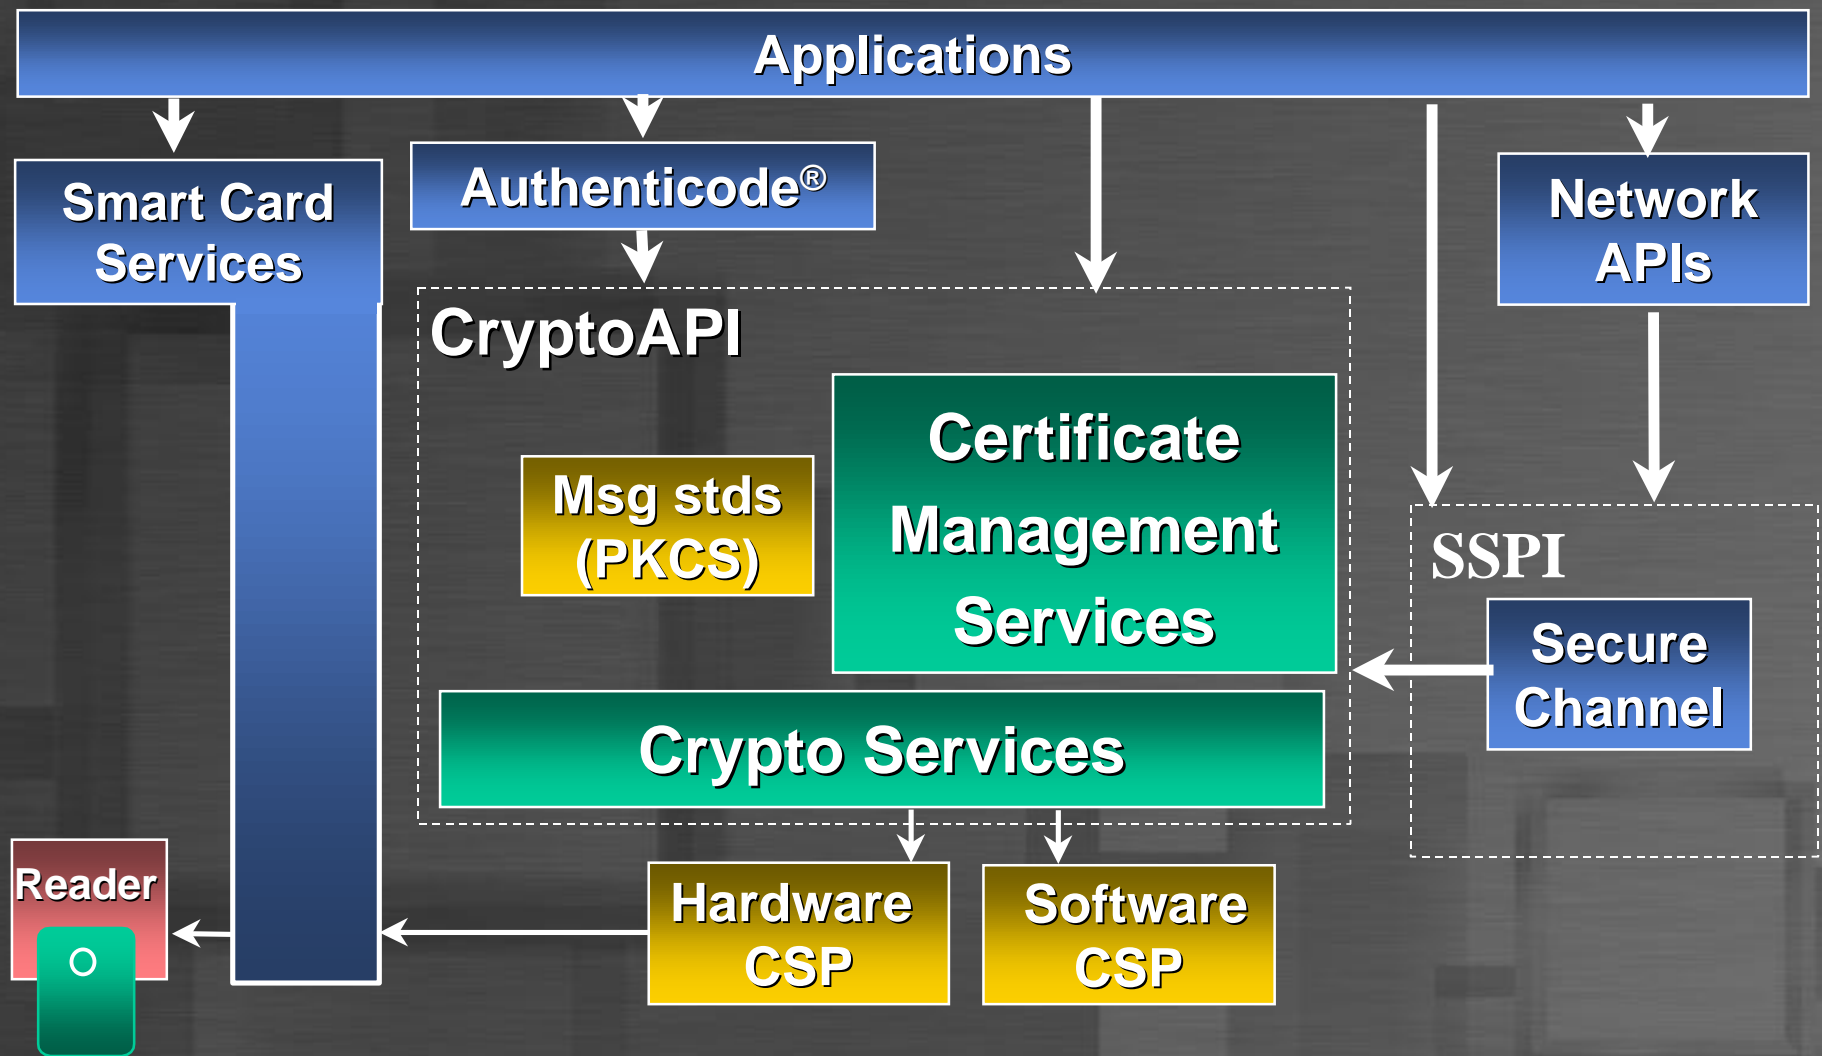 Applications
Smart Card
Services
Authenticode®
Network
APIs
CryptoAPI
Certificate
Management
Services
Msg stds
(PKCS)
SSPI
Secure
Channel
Crypto Services
Reader
Hardware
CSP
Software
CSP